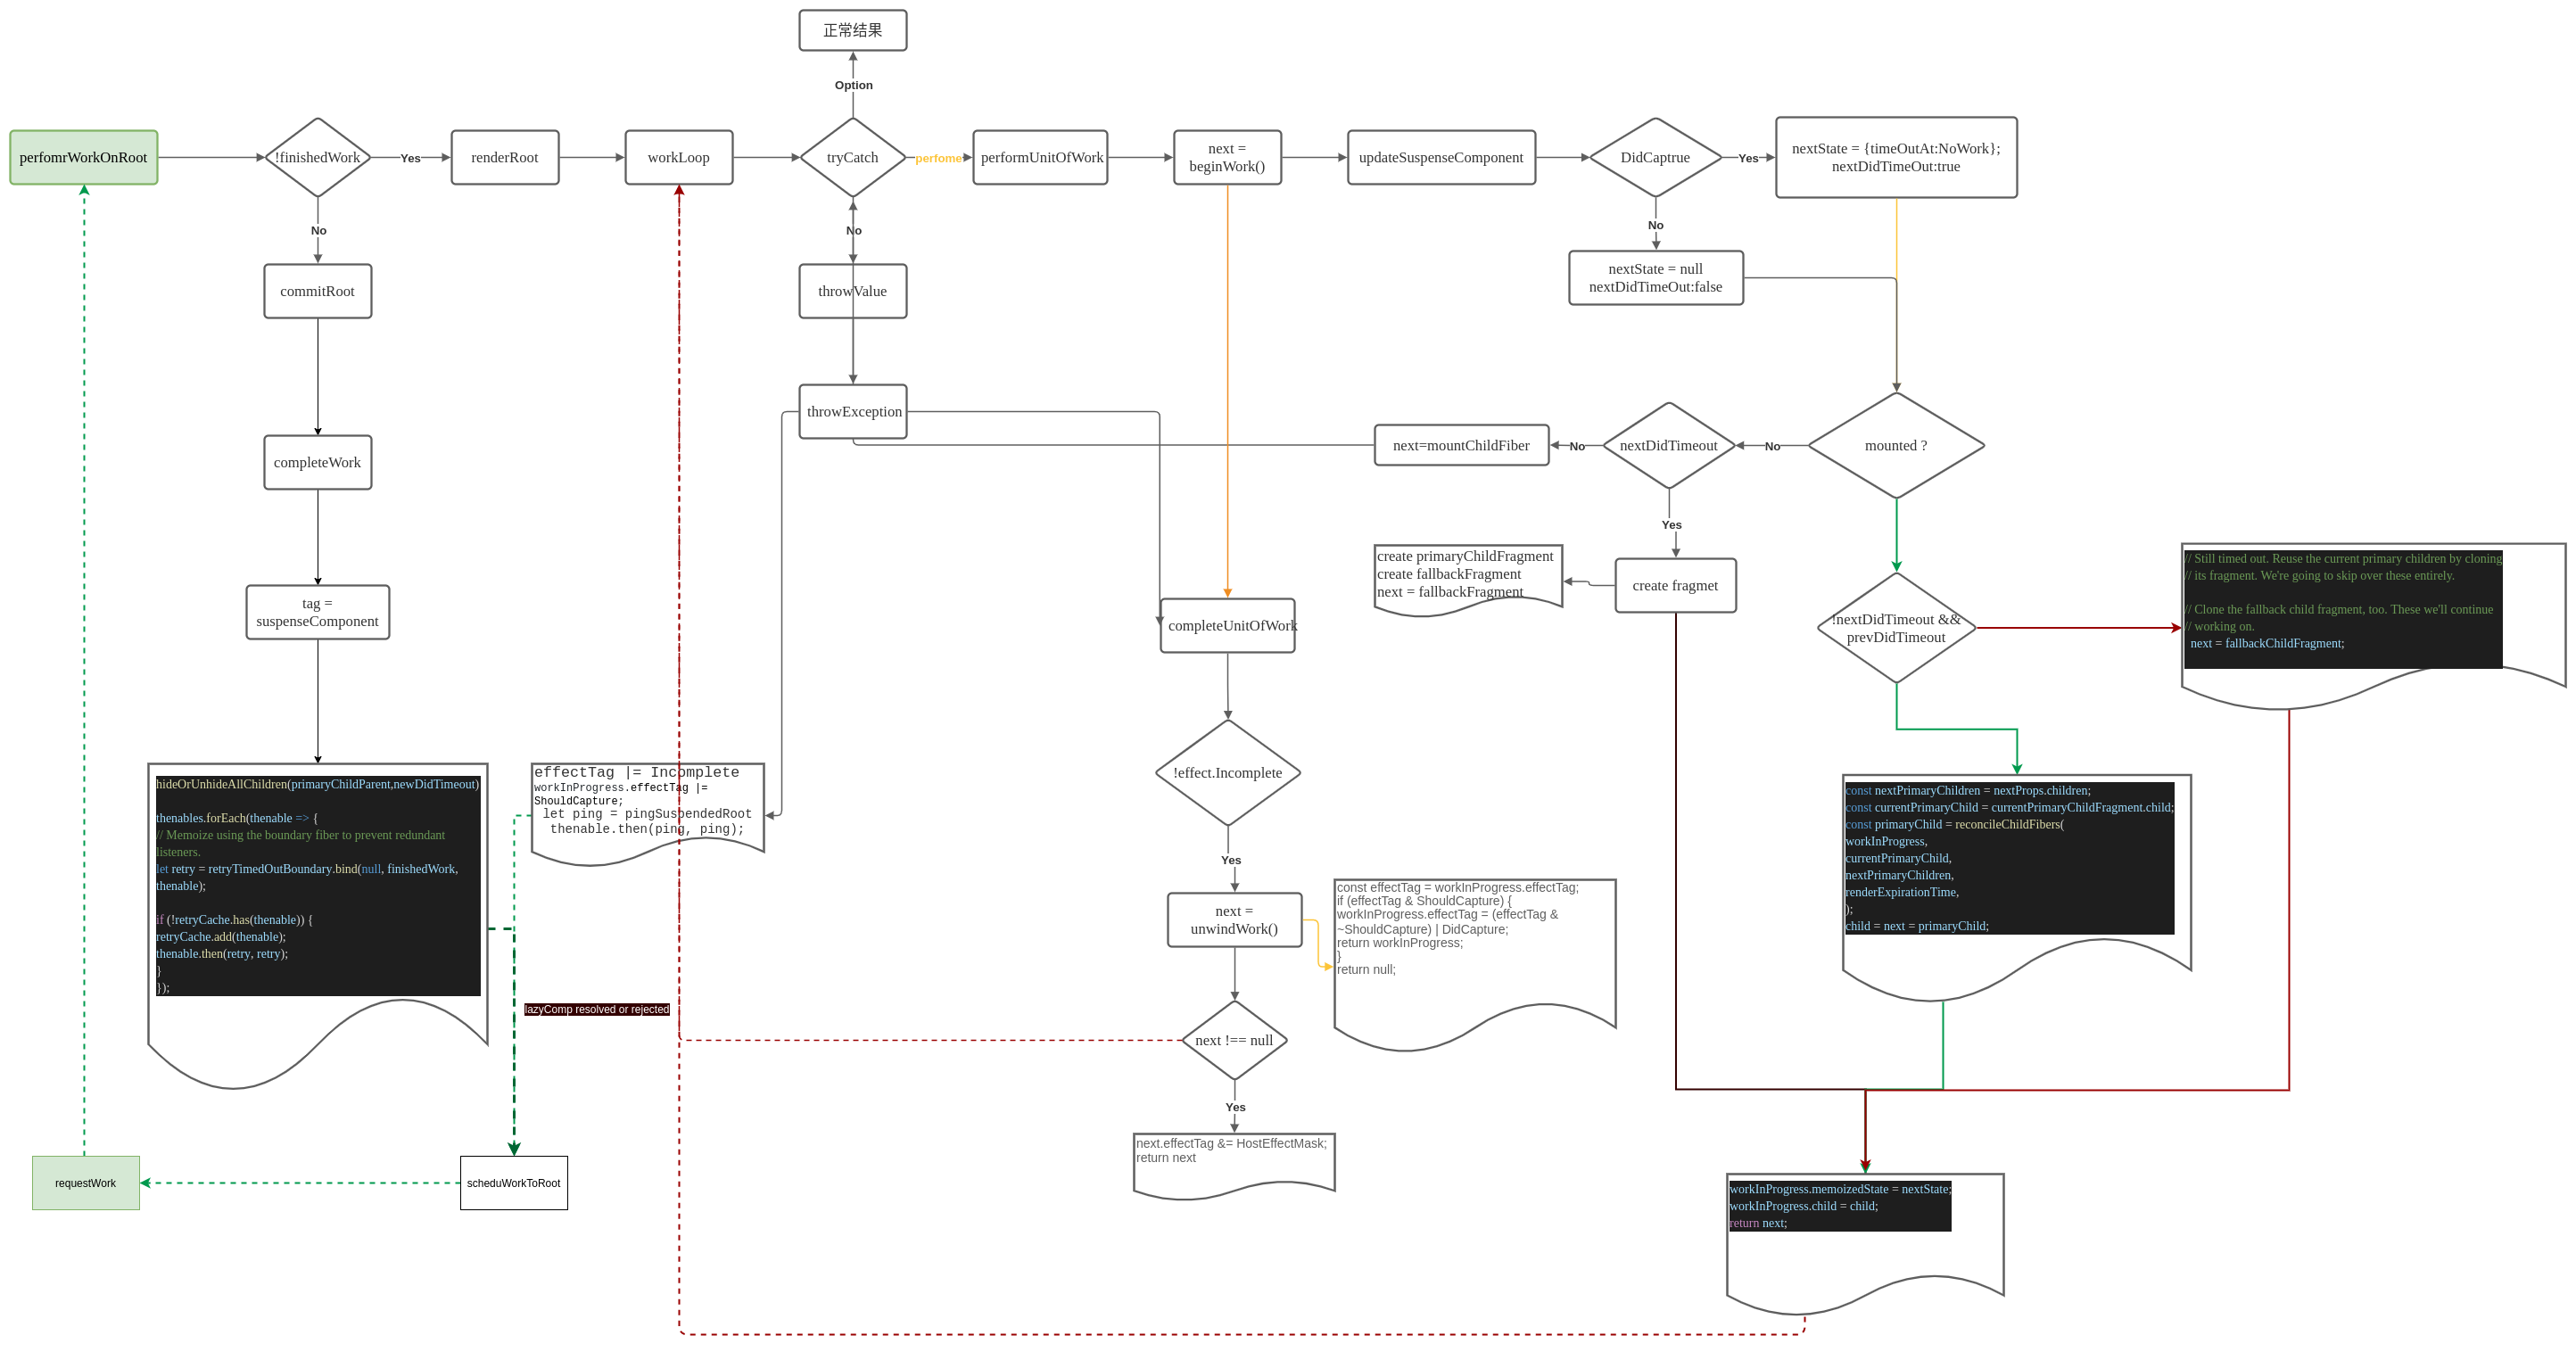 正常结果
Option
perfomrWorkOnRoot
!finishedWork
Yes
renderRoot
workLoop
tryCatch
perfome
performUnitOfWork
next =
beginWork()
updateSuspenseComponent
DidCaptrue
Yes
nextState = {timeOutAt:NoWork};
nextDidTimeOut:true
No
No
No
commitRoot
throwValue
nextState = null
nextDidTimeOut:false
throwException
next=mountChildFiber
No
nextDidTimeout
No
mounted ?
completeWork
Yes
create primaryChildFragment
create fallbackFragment
next = fallbackFragment
create fragmet
// Still timed out. Reuse the current primary children by cloning
// its fragment. We're going to skip over these entirely.
// Clone the fallback child fragment, too. These we'll continue
// working on.
next = fallbackChildFragment;
tag =
suspenseComponent
completeUnitOfWork
!nextDidTimeout &&
prevDidTimeout
hideOrUnhideAllChildren(primaryChildParent,newDidTimeout)
thenables.forEach(thenable => {
// Memoize using the boundary fiber to prevent redundant
listeners.
let retry = retryTimedOutBoundary.bind(null, finishedWork,
thenable);
if (!retryCache.has(thenable)) {
retryCache.add(thenable);
thenable.then(retry, retry);
}
});
effectTag |= Incomplete
workInProgress.effectTag |=
ShouldCapture;
let ping = pingSuspendedRoot
thenable.then(ping, ping);
!effect.Incomplete
const nextPrimaryChildren = nextProps.children;
const currentPrimaryChild = currentPrimaryChildFragment.child;
const primaryChild = reconcileChildFibers(
workInProgress,
currentPrimaryChild,
nextPrimaryChildren,
renderExpirationTime,
);
child = next = primaryChild;
Yes
next =
unwindWork()
const effectTag = workInProgress.effectTag;
if (effectTag & ShouldCapture) {
workInProgress.effectTag = (effectTag &
~ShouldCapture) | DidCapture;
return workInProgress;
}
return null;
lazyComp resolved or rejected
next !== null
Yes
next.effectTag &= HostEffectMask;
return next
requestWork
scheduWorkToRoot
workInProgress.memoizedState = nextState;
workInProgress.child = child;
return next;